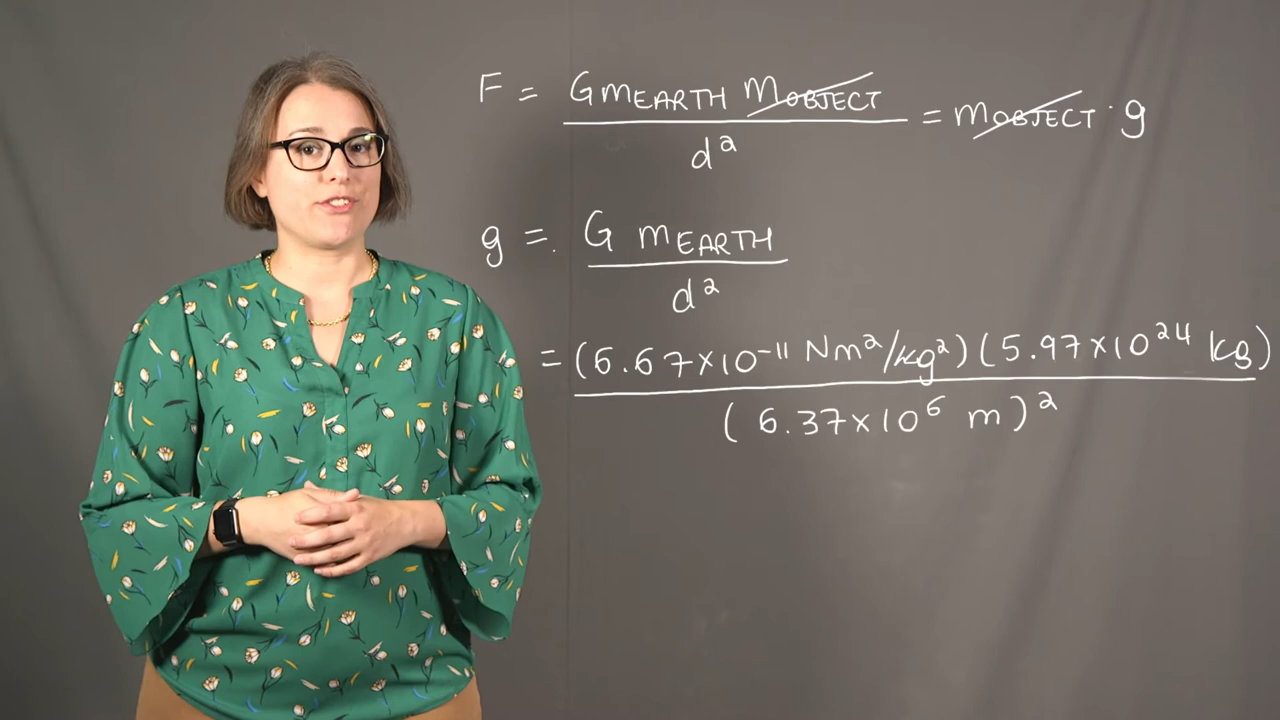 F = G mEARTH mOBJECT / d² = mOBJECT · g
g = G mEARTH / d²
= (6.67×10⁻¹¹ Nm²/kg²)(5.97×10²⁴ kg) / (6.37×10⁶ m)²